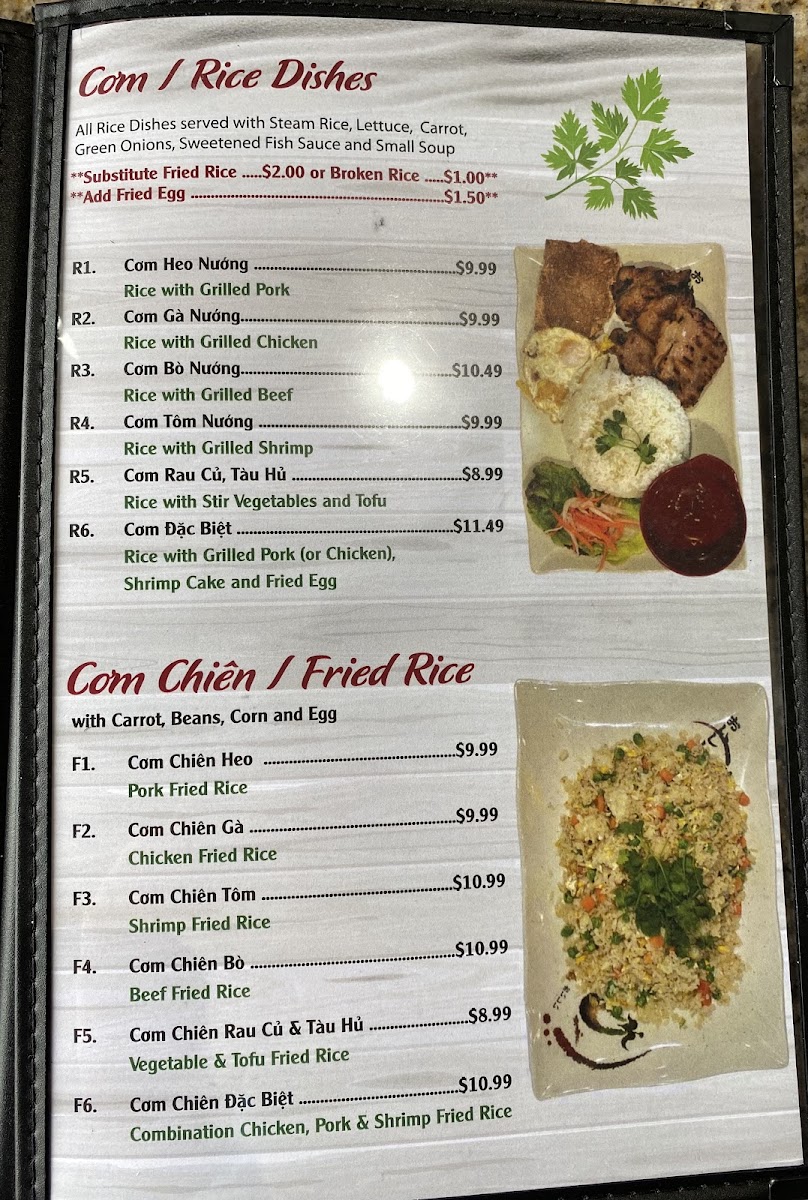 Cơm / Rice Dishes
All Rice Dishes served with Steam Rice, Lettuce, Carrot,
Green Onions, Sweetened Fish Sauce and Small Soup
**Substitute Fried Rice .....$2.00 or Broken Rice .....$1.00**
**Add Fried Egg ..........$1.50**
R1. Cơm Heo Nướng ..........$9.99
Rice with Grilled Pork
R2. Cơm Gà Nướng..........$9.99
Rice with Grilled Chicken
R3. Cơm Bò Nướng..........$10.49
Rice with Grilled Beef
R4. Cơm Tôm Nướng ..........$9.99
Rice with Grilled Shrimp
R5. Cơm Rau Củ, Tàu Hủ ..........$8.99
Rice with Stir Vegetables and Tofu
R6. Cơm Đặc Biệt ..........$11.49
Rice with Grilled Pork (or Chicken),
Shrimp Cake and Fried Egg
Cơm Chiên / Fried Rice
with Carrot, Beans, Corn and Egg
F1. Cơm Chiên Heo ..........$9.99
Pork Fried Rice
F2. Cơm Chiên Gà ..........$9.99
Chicken Fried Rice
F3. Cơm Chiên Tôm ..........$10.99
Shrimp Fried Rice
F4. Cơm Chiên Bò ..........$10.99
Beef Fried Rice
F5. Cơm Chiên Rau Củ & Tàu Hủ ..........$8.99
Vegetable & Tofu Fried Rice
F6. Cơm Chiên Đặc Biệt ..........$10.99
Combination Chicken, Pork & Shrimp Fried Rice